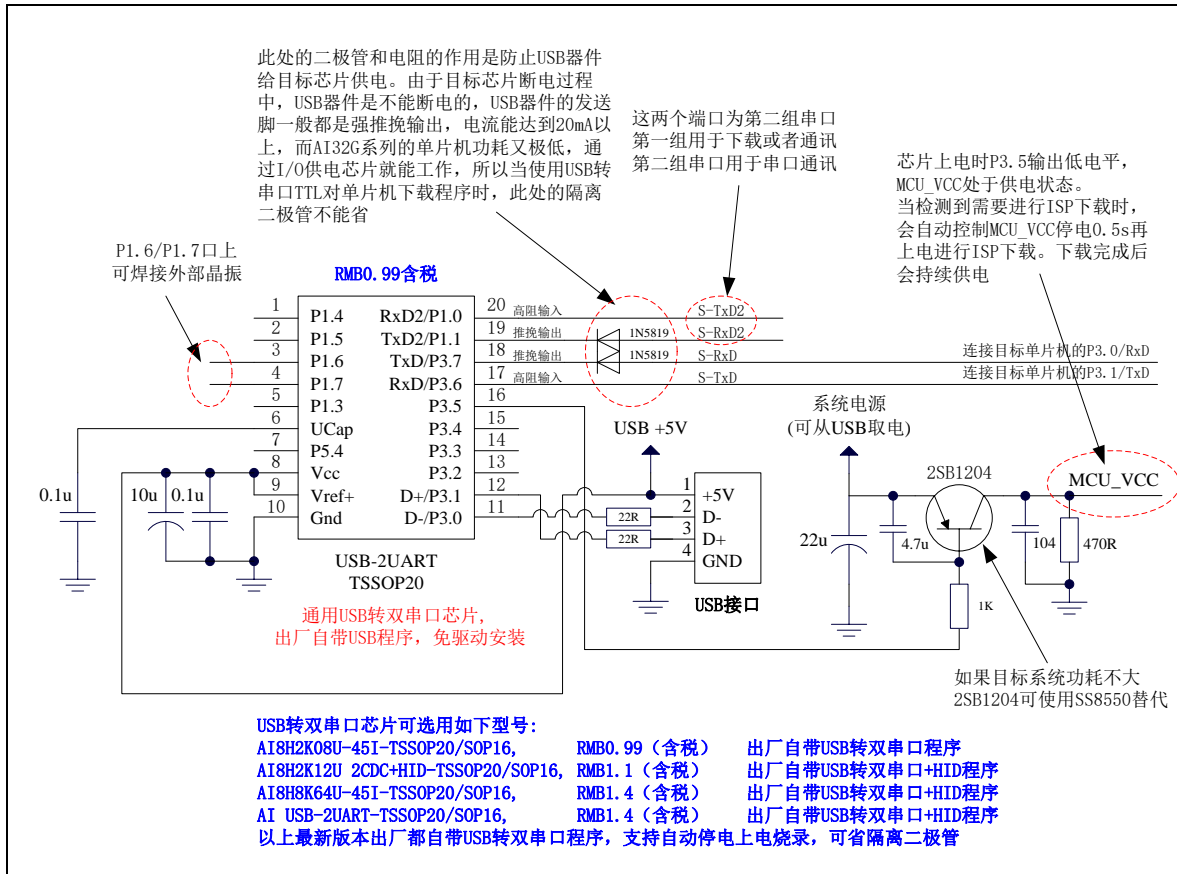 此处的二极管和电阻的作用是防止USB器件
给目标芯片供电。由于目标芯片断电过程
中，USB器件是不能断电的，USB器件的发送
脚一般都是强推挽输出，电流能达到20mA以
上，而AI32G系列的单片机功耗又极低，通
过I/O供电芯片就能工作，所以当使用USB转
串口TTL对单片机下载程序时，此处的隔离
二极管不能省
这两个端口为第二组串口
第一组用于下载或者通讯
第二组串口用于串口通讯
芯片上电时P3.5输出低电平，
MCU_VCC处于供电状态。
当检测到需要进行ISP下载时，
会自动控制MCU_VCC停电0.5s再
上电进行ISP下载。下载完成后
会持续供电
P1.6/P1.7口上
可焊接外部晶振
RMB0.99含税
1 P1.4 RxD2/P1.0 20 高阻输入 S-TxD2
2 P1.5 TxD2/P1.1 19 推挽输出 1N5819 S-RxD2
3 P1.6 TxD/P3.7 18 推挽输出 1N5819 S-RxD 连接目标单片机的P3.0/RxD
4 P1.7 RxD/P3.6 17 高阻输入 S-TxD 连接目标单片机的P3.1/TxD
5 P1.3 P3.5 16
6 UCap P3.4 15
7 P5.4 P3.3 14
8 Vcc P3.2 13
9 Vref+ D+/P3.1 12
10 Gnd D-/P3.0 11
0.1u
10u
0.1u
USB-2UART
TSSOP20
通用USB转双串口芯片，
出厂自带USB程序，免驱动安装
USB +5V
1 +5V
2 D-
3 D+
4 GND
22R
22R
USB接口
系统电源
(可从USB取电)
2SB1204
MCU_VCC
22u
4.7u
104
470R
1K
如果目标系统功耗不大
2SB1204可使用SS8550替代
USB转双串口芯片可选用如下型号:
AI8H2K08U-45I-TSSOP20/SOP16, RMB0.99（含税） 出厂自带USB转双串口程序
AI8H2K12U 2CDC+HID-TSSOP20/SOP16, RMB1.1（含税） 出厂自带USB转双串口+HID程序
AI8H8K64U-45I-TSSOP20/SOP16, RMB1.4（含税） 出厂自带USB转双串口+HID程序
AI USB-2UART-TSSOP20/SOP16, RMB1.4（含税） 出厂自带USB转双串口+HID程序
以上最新版本出厂都自带USB转双串口程序，支持自动停电上电烧录，可省隔离二极管